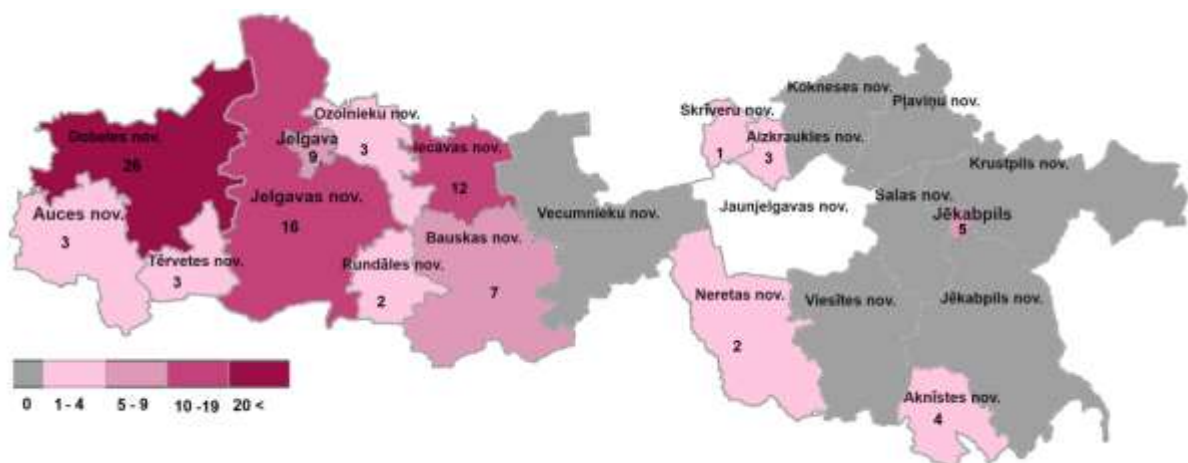 Dobeles nov.
26
Auces nov.
3
Tērvetes nov.
3
Jelgava
9
Jelgavas nov.
16
Ozolnieku nov.
3
Iecavas nov.
12
Rundāles nov.
2
Bauskas nov.
7
Vecumnieku nov.
Skrīveru nov.
1
Aizkraukles nov.
3
Kokneses nov.
Pļaviņu nov.
Krustpils nov.
Jaunjelgavas nov.
Salas nov.
Jēkabpils
5
Neretas nov.
2
Viesītes nov.
Jēkabpils nov.
Aknīstes nov.
4
0 1 - 4 5 - 9 10 -19 20 <